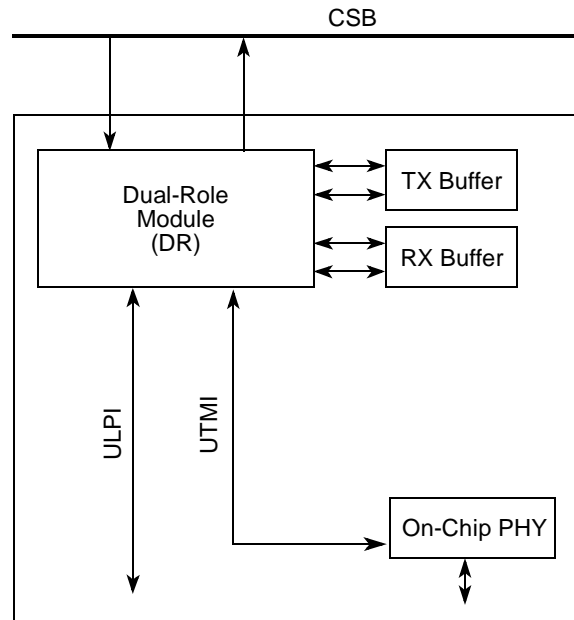 CSB
Dual-Role
Module
(DR)
TX Buffer
RX Buffer
ULPI
UTMI
On-Chip PHY